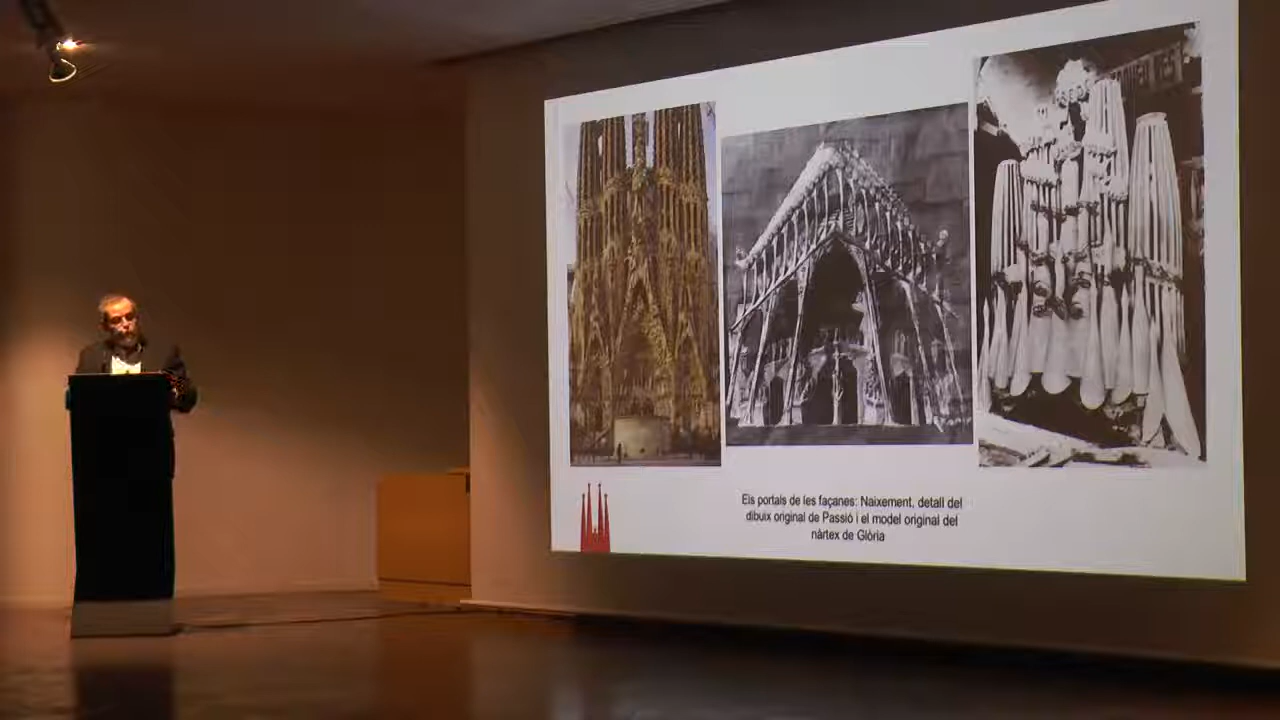 Els portals de les façanes: Naixement, detall del
dibuix original de Passió i el model original del
nàrtex de Glòria